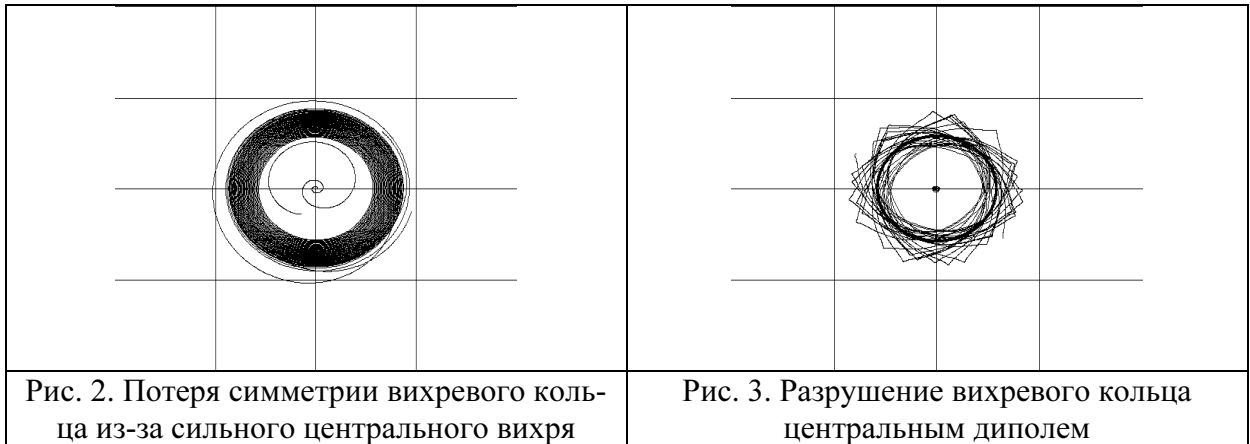 Рис. 2. Потеря симметрии вихревого коль-
ца из-за сильного центрального вихря
Рис. 3. Разрушение вихревого кольца
центральным диполем